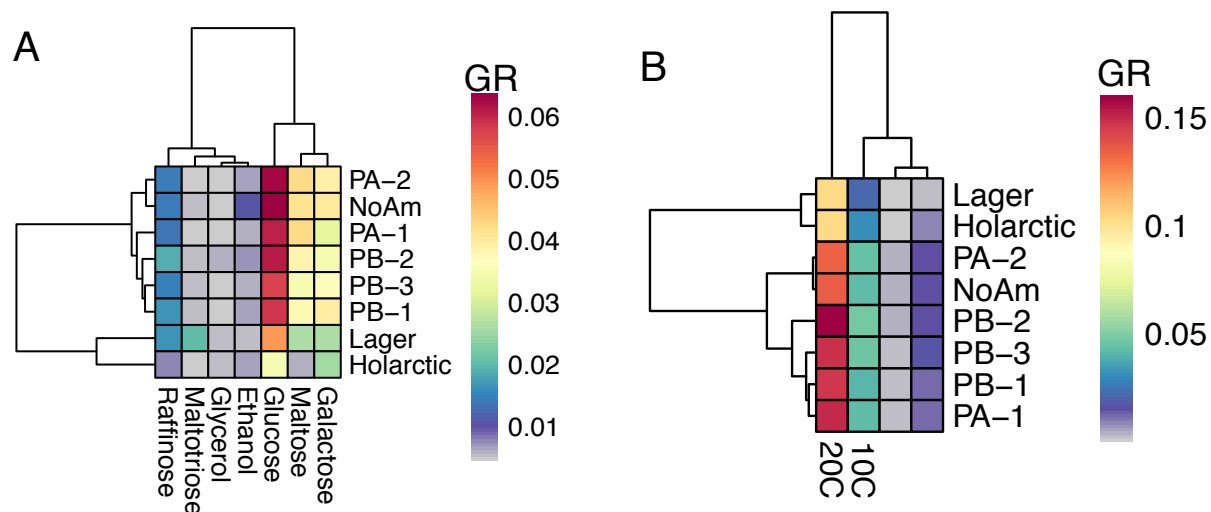 A
GR
0.06
0.05
0.04
0.03
0.02
0.01
PA-2
NoAm
PA-1
PB-2
PB-3
PB-1
Lager
Holarctic
Raffinose
Maltotriose
Glycerol
Ethanol
Glucose
Maltose
Galactose
B
GR
0.15
0.1
0.05
Lager
Holarctic
PA-2
NoAm
PB-2
PB-3
PB-1
PA-1
20C
10C